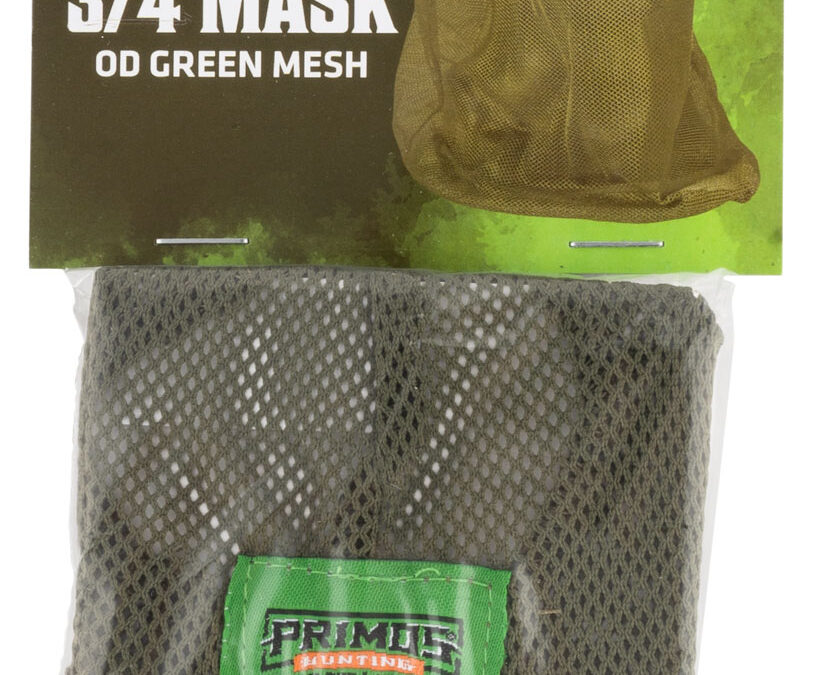 3/4 MASK
OD GREEN MESH
PRIMOS
HUNTING